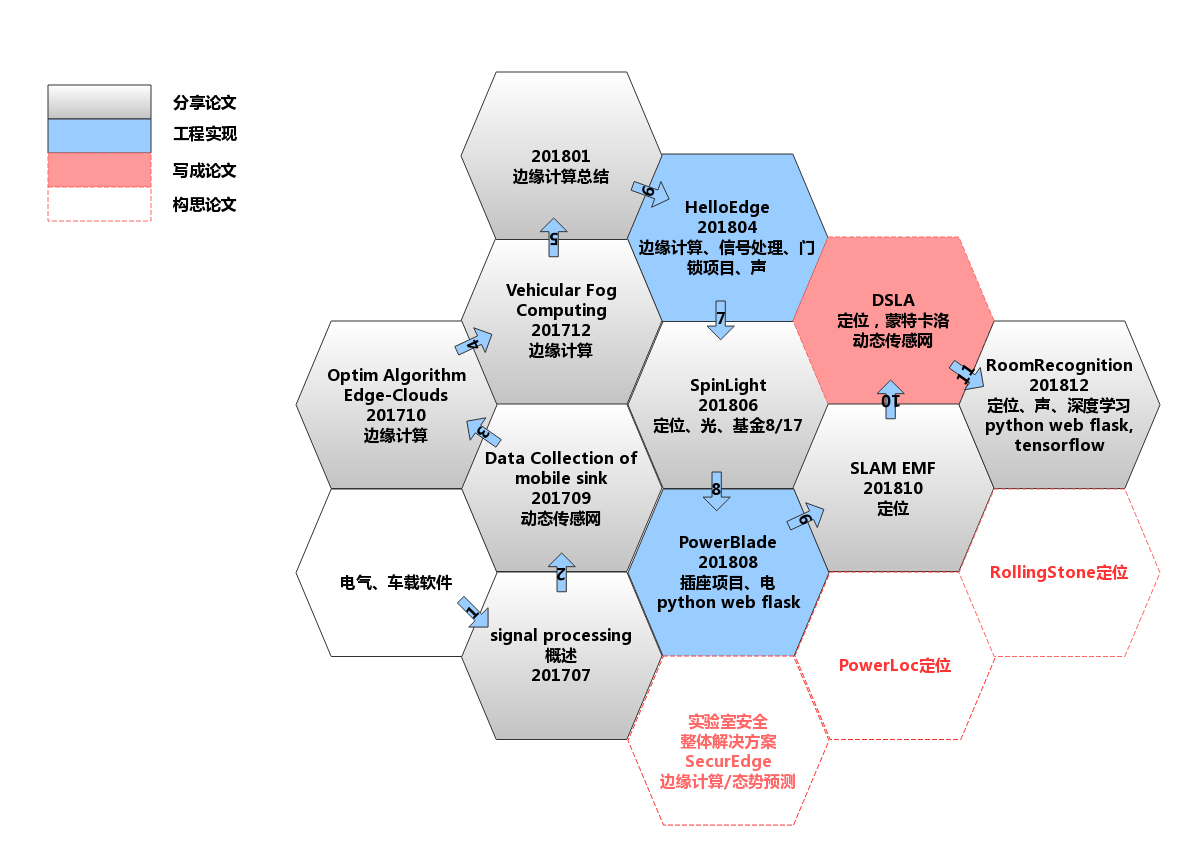 分享论文
工程实现
写成论文
构思论文
201801
边缘计算总结
6
HelloEdge
201804
边缘计算、信号处理、门
锁项目、声
5
Vehicular Fog
Computing
201712
边缘计算
7
DSLA
定位，蒙特卡洛
动态传感网
4
Optim Algorithm
Edge-Clouds
201710
边缘计算
SpinLight
201806
定位、光、基金8/17
11
RoomRecognition
201812
定位、声、深度学习
python web flask,
tensorflow
10
3
Data Collection of
mobile sink
201709
动态传感网
8
SLAM EMF
201810
定位
9
PowerBlade
201808
插座项目、电
python web flask
电气、车载软件
2
1
signal processing
概述
201707
RollingStone定位
PowerLoc定位
实验室安全
整体解决方案
SecurEdge
边缘计算/态势预测